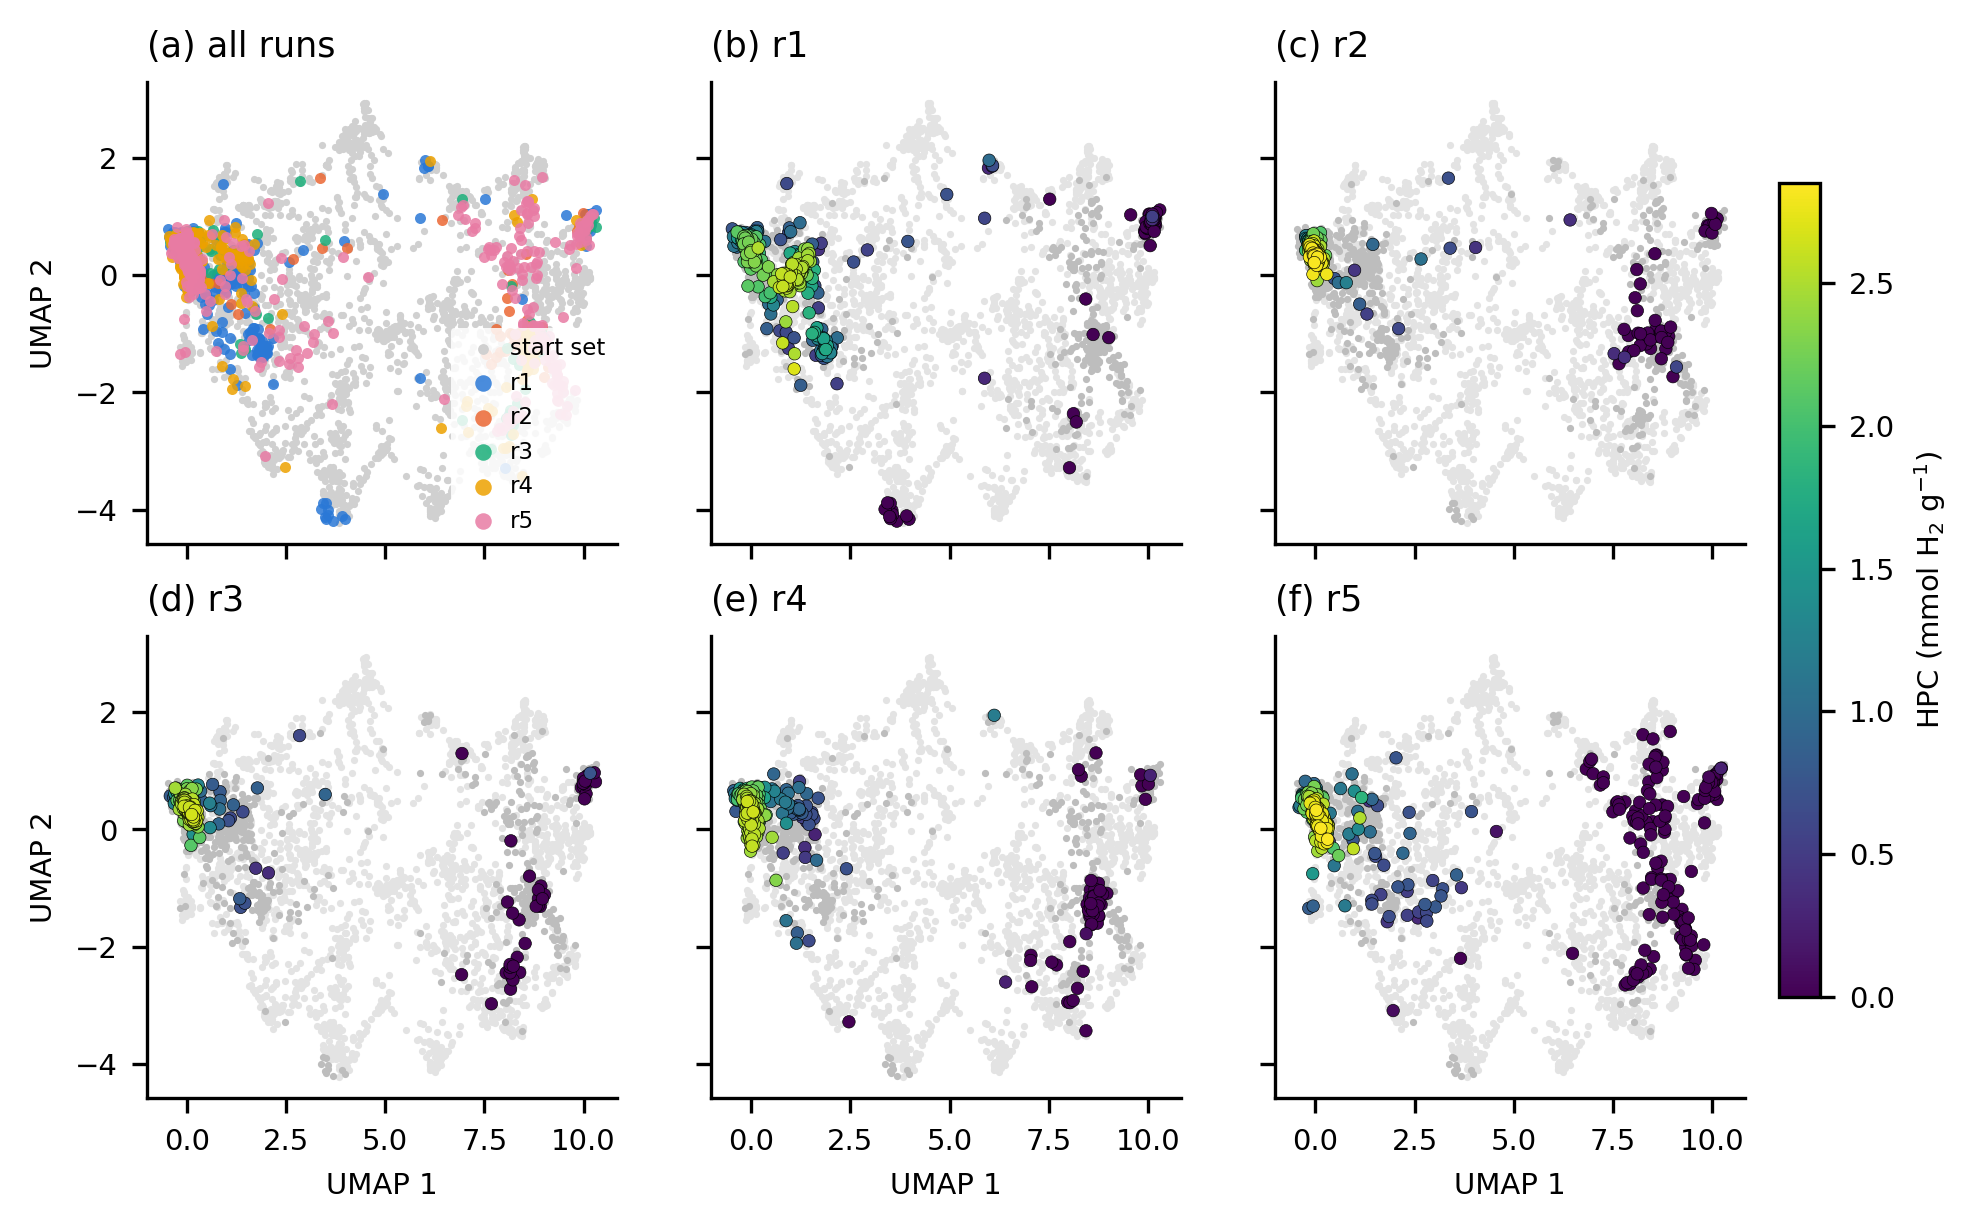 (a) all runs
(b) r1
(c) r2
UMAP 2
2
0
−2
−4
start set
r1
r2
r3
r4
r5
(d) r3
(e) r4
(f) r5
UMAP 2
2
0
−2
−4
0.0 2.5 5.0 7.5 10.0
UMAP 1
0.0 2.5 5.0 7.5 10.0
UMAP 1
0.0 2.5 5.0 7.5 10.0
UMAP 1
2.5
2.0
1.5
1.0
0.5
0.0
HPC (mmol H₂ g⁻¹)